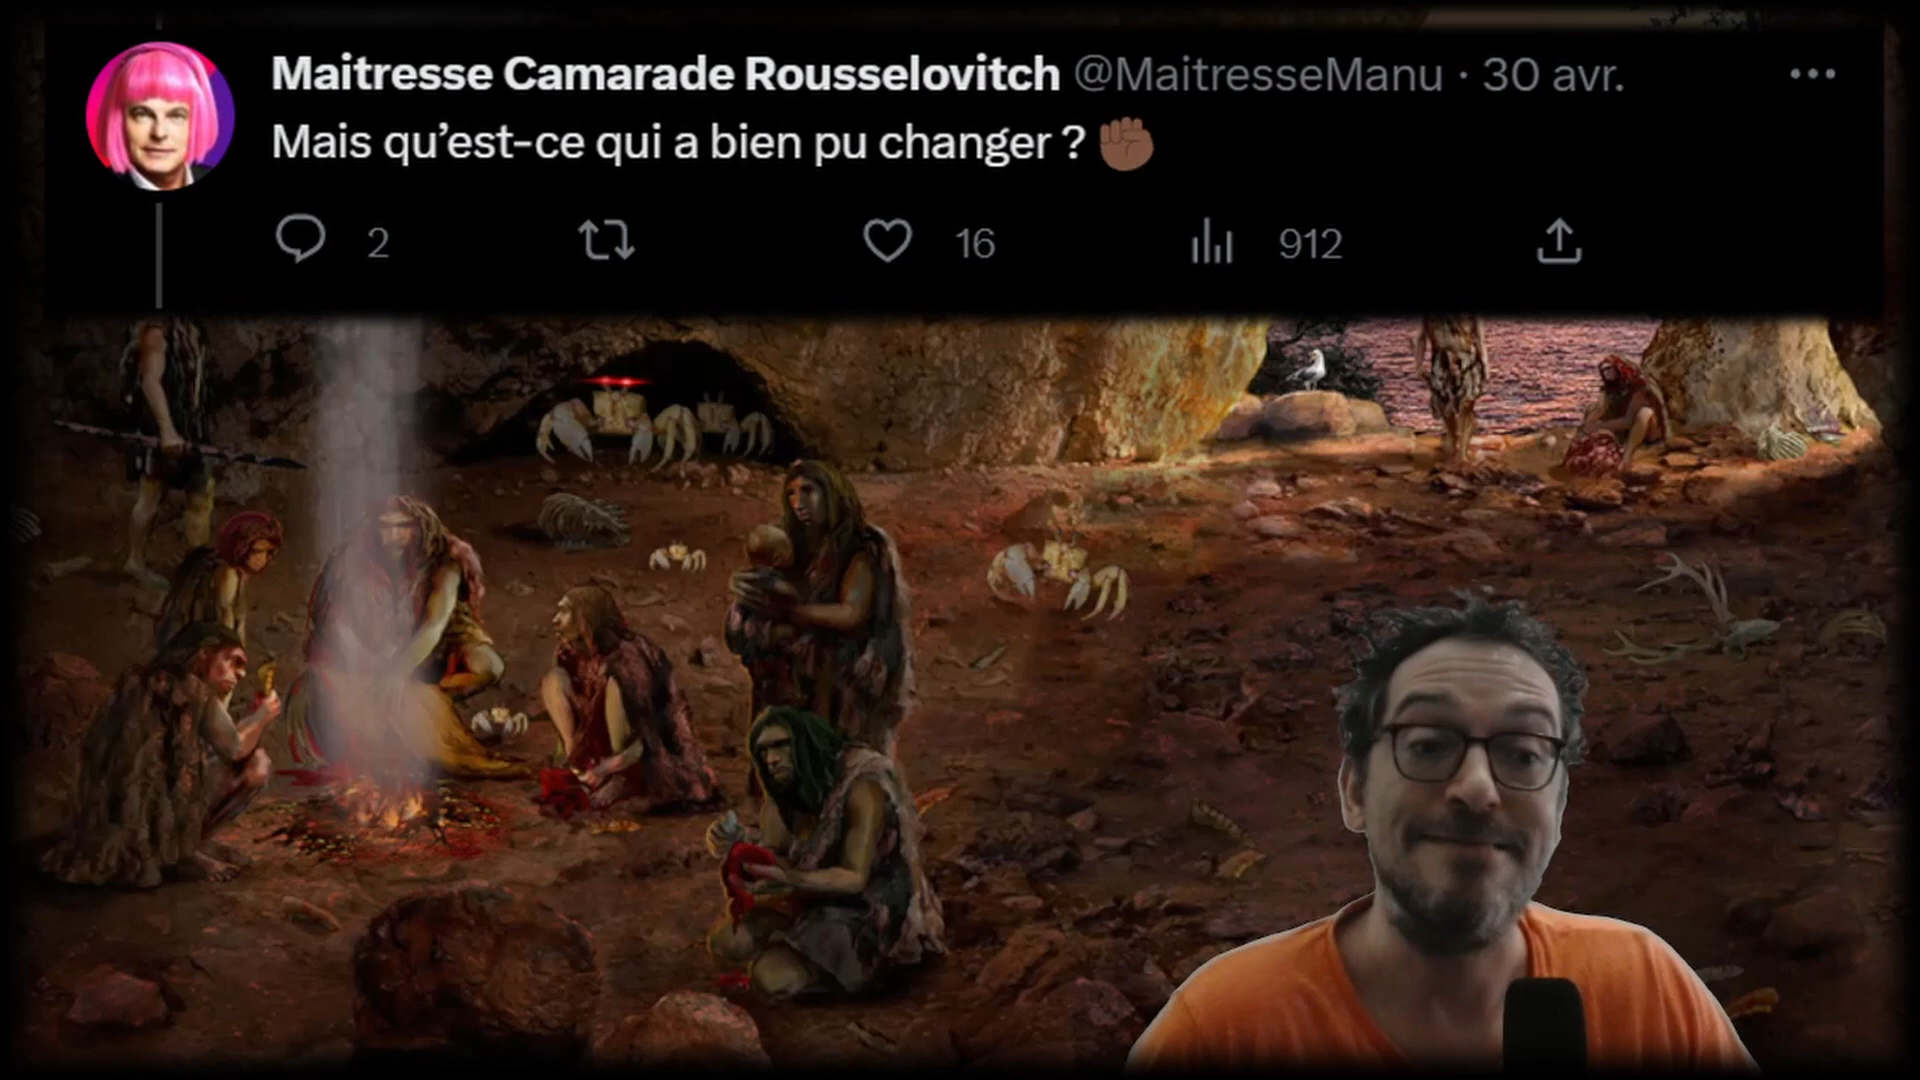 Maitresse Camarade Rousselovitch @MaitresseManu · 30 avr.
Mais qu’est-ce qui a bien pu changer ? ✊🏾
2 16 912